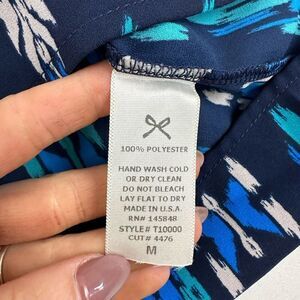 100% POLYESTER
HAND WASH COLD
OR DRY CLEAN
DO NOT BLEACH
LAY FLAT TO DRY
MADE IN U.S.A.
RN# 145848
STYLE# T10000
CUT# 4476
M